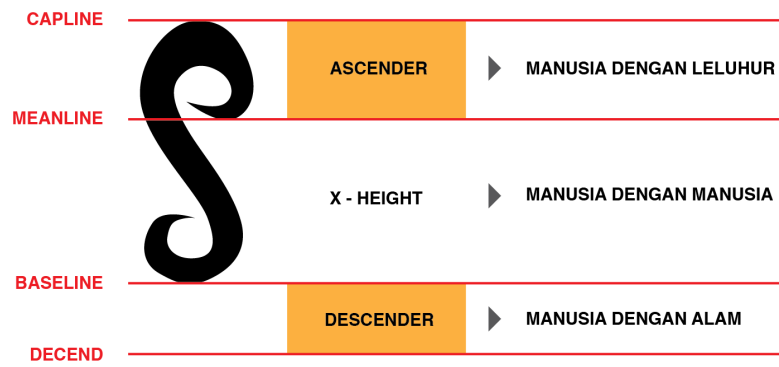 CAPLINE
ASCENDER MANUSIA DENGAN LELUHUR
MEANLINE
X - HEIGHT MANUSIA DENGAN MANUSIA
BASELINE
DESCENDER MANUSIA DENGAN ALAM
DECEND